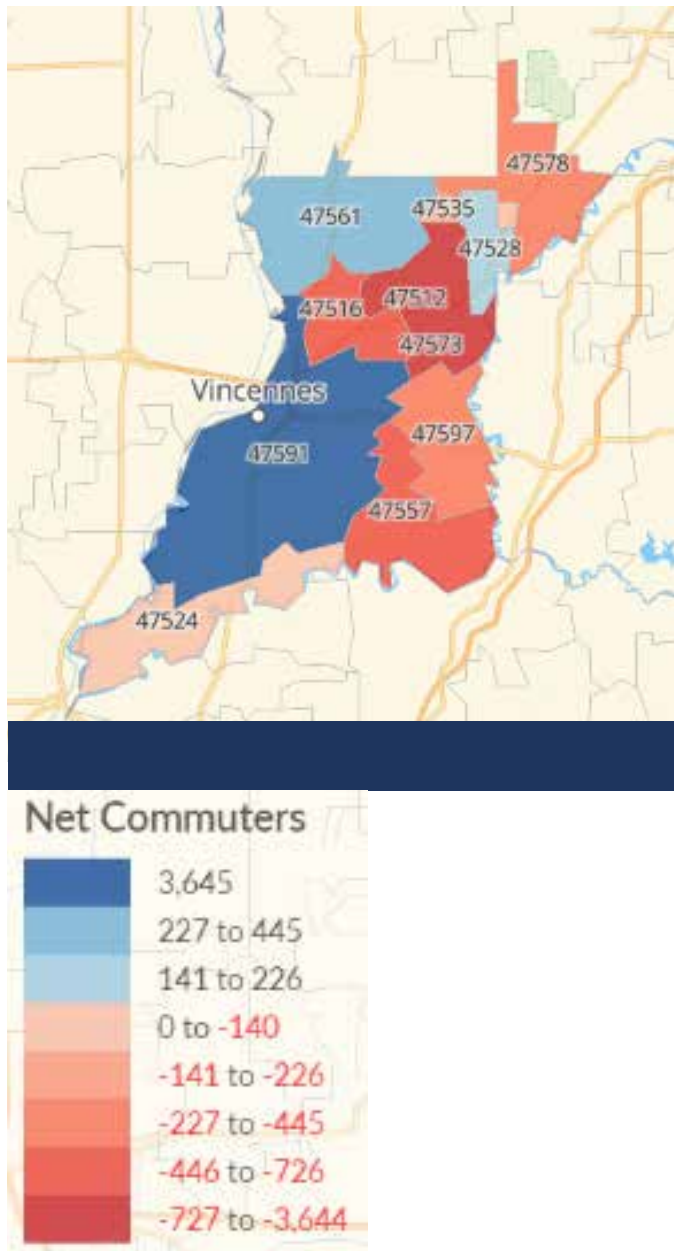 47578
47535
47561
47528
47512
47516
47573
Vincennes
47597
47591
47557
47524
Net Commuters
3,645
227 to 445
141 to 226
0 to -140
-141 to -226
-227 to -445
-446 to -726
-727 to -3,644